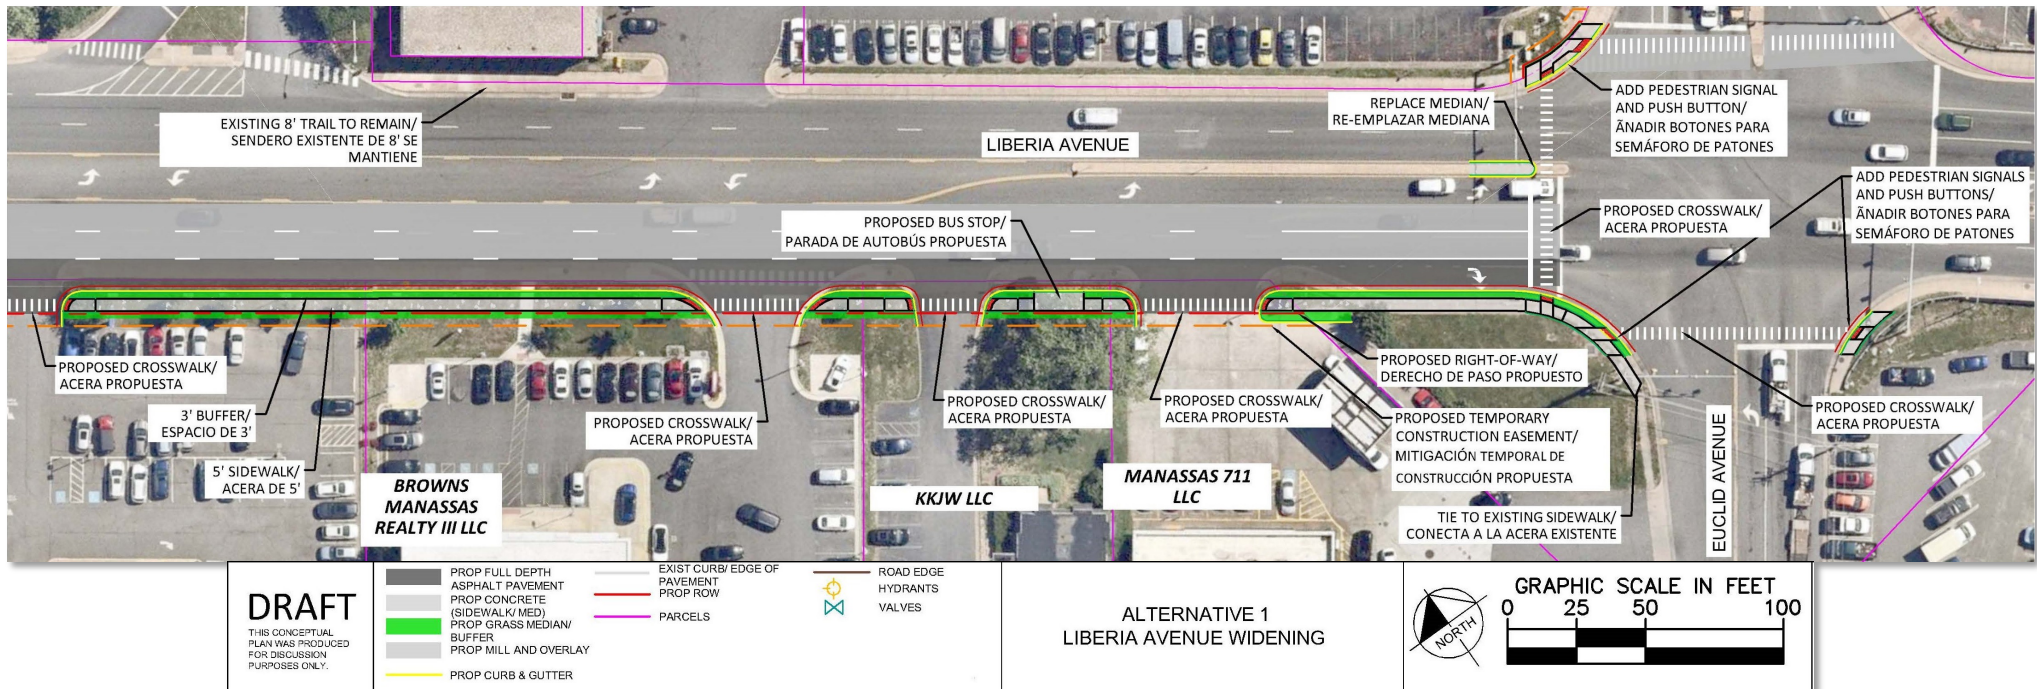 EXISTING 8' TRAIL TO REMAIN/
SENDERO EXISTENTE DE 8' SE
MANTIENE
LIBERIA AVENUE
REPLACE MEDIAN/
RE-EMPLAZAR MEDIANA
ADD PEDESTRIAN SIGNAL
AND PUSH BUTTON/
ÃNADIR BOTONES PARA
SEMÁFORO DE PATONES
ADD PEDESTRIAN SIGNALS
AND PUSH BUTTONS/
ÃNADIR BOTONES PARA
SEMÁFORO DE PATONES
PROPOSED BUS STOP/
PARADA DE AUTOBÚS PROPUESTA
PROPOSED CROSSWALK/
ACERA PROPUESTA
PROPOSED CROSSWALK/
ACERA PROPUESTA
3' BUFFER/
ESPACIO DE 3'
5' SIDEWALK/
ACERA DE 5'
PROPOSED CROSSWALK/
ACERA PROPUESTA
PROPOSED CROSSWALK/
ACERA PROPUESTA
PROPOSED CROSSWALK/
ACERA PROPUESTA
PROPOSED RIGHT-OF-WAY/
DERECHO DE PASO PROPUESTO
PROPOSED TEMPORARY
CONSTRUCTION EASEMENT/
MITIGACIÓN TEMPORAL DE
CONSTRUCCIÓN PROPUESTA
PROPOSED CROSSWALK/
ACERA PROPUESTA
BROWNS
MANASSAS
REALTY III LLC
KKJW LLC
MANASSAS 711
LLC
TIE TO EXISTING SIDEWALK/
CONECTA A LA ACERA EXISTENTE
EUCLID AVENUE
DRAFT
THIS CONCEPTUAL
PLAN WAS PRODUCED
FOR DISCUSSION
PURPOSES ONLY.
PROP FULL DEPTH
ASPHALT PAVEMENT
PROP CONCRETE
(SIDEWALK/ MED)
PROP GRASS MEDIAN/
BUFFER
PROP MILL AND OVERLAY
PROP CURB & GUTTER
EXIST CURB/ EDGE OF
PAVEMENT
PROP ROW
PARCELS
ROAD EDGE
HYDRANTS
VALVES
ALTERNATIVE 1
LIBERIA AVENUE WIDENING
NORTH
GRAPHIC SCALE IN FEET
0 25 50 100